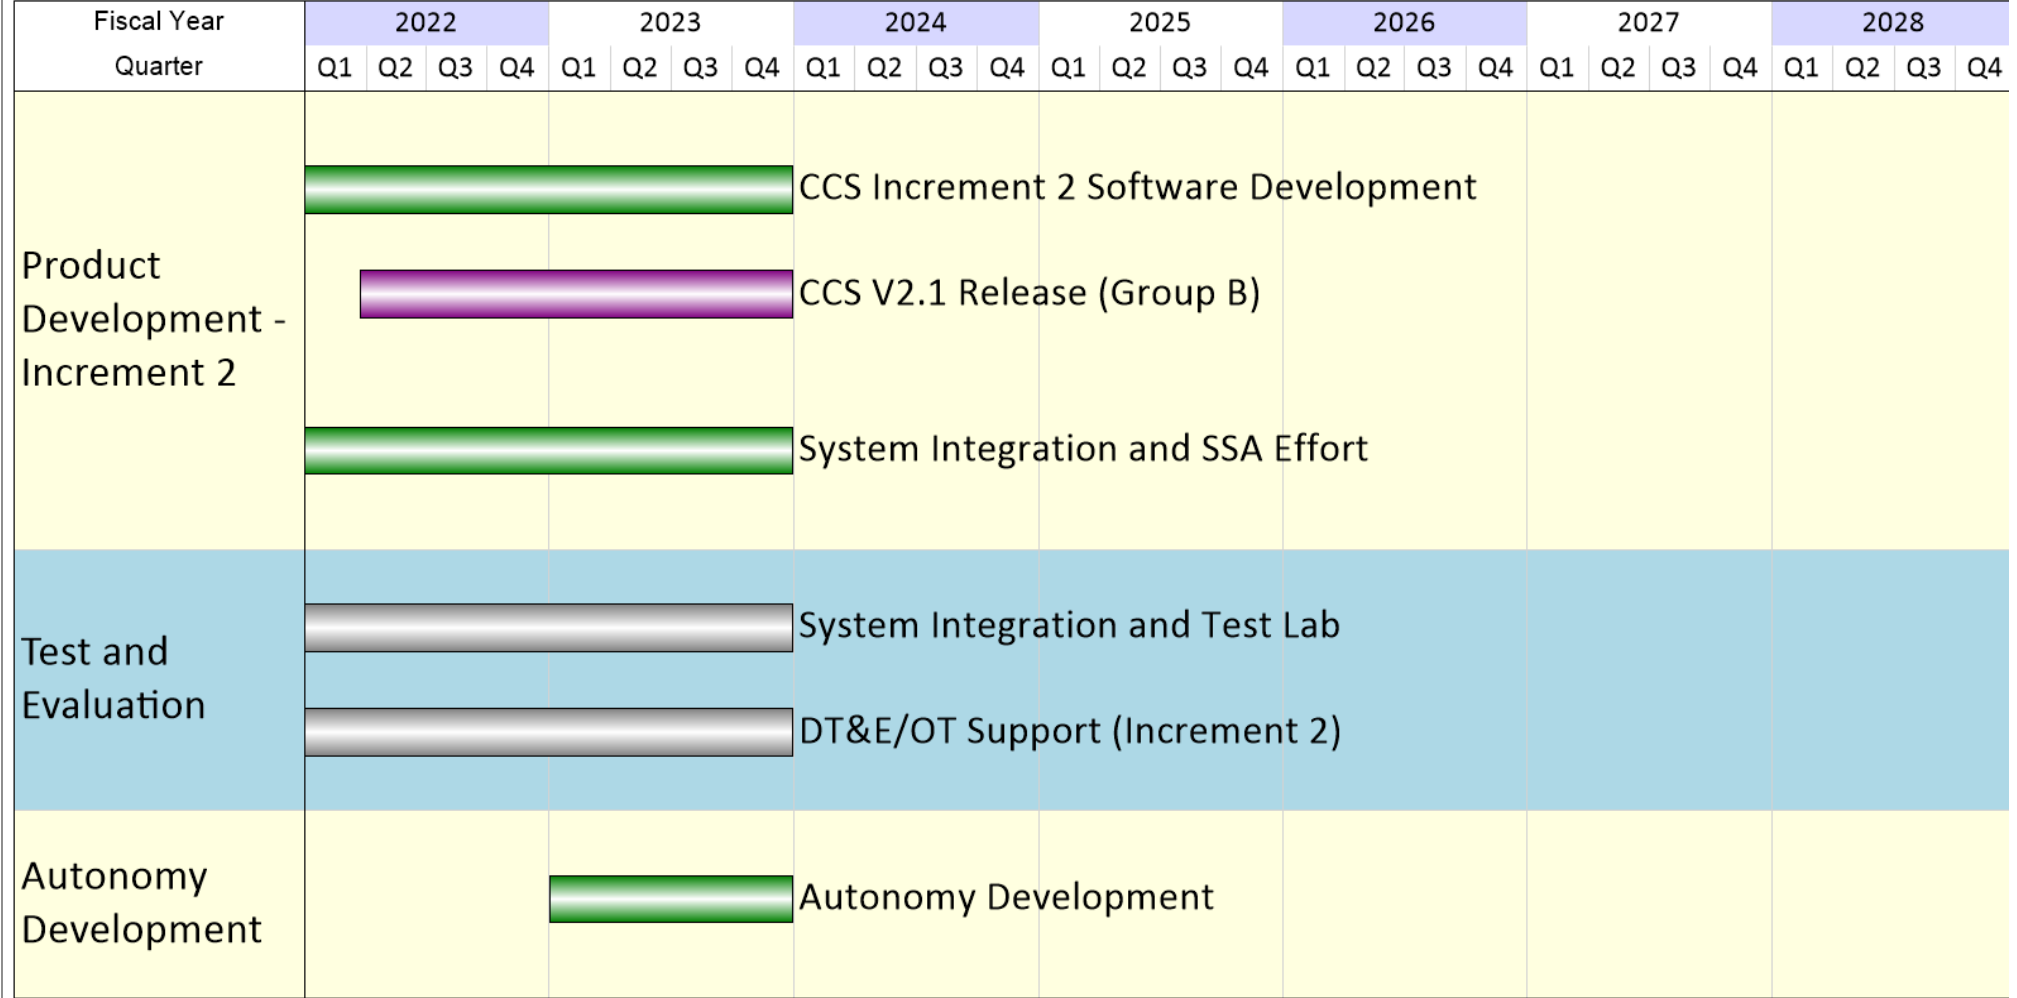 Fiscal Year 2022 2023 2024 2025 2026 2027 2028
Quarter Q1 Q2 Q3 Q4 Q1 Q2 Q3 Q4 Q1 Q2 Q3 Q4 Q1 Q2 Q3 Q4 Q1 Q2 Q3 Q4 Q1 Q2 Q3 Q4 Q1 Q2 Q3 Q4
Product
Development -
Increment 2
CCS Increment 2 Software Development
CCS V2.1 Release (Group B)
System Integration and SSA Effort
Test and
Evaluation
System Integration and Test Lab
DT&E/OT Support (Increment 2)
Autonomy
Development
Autonomy Development